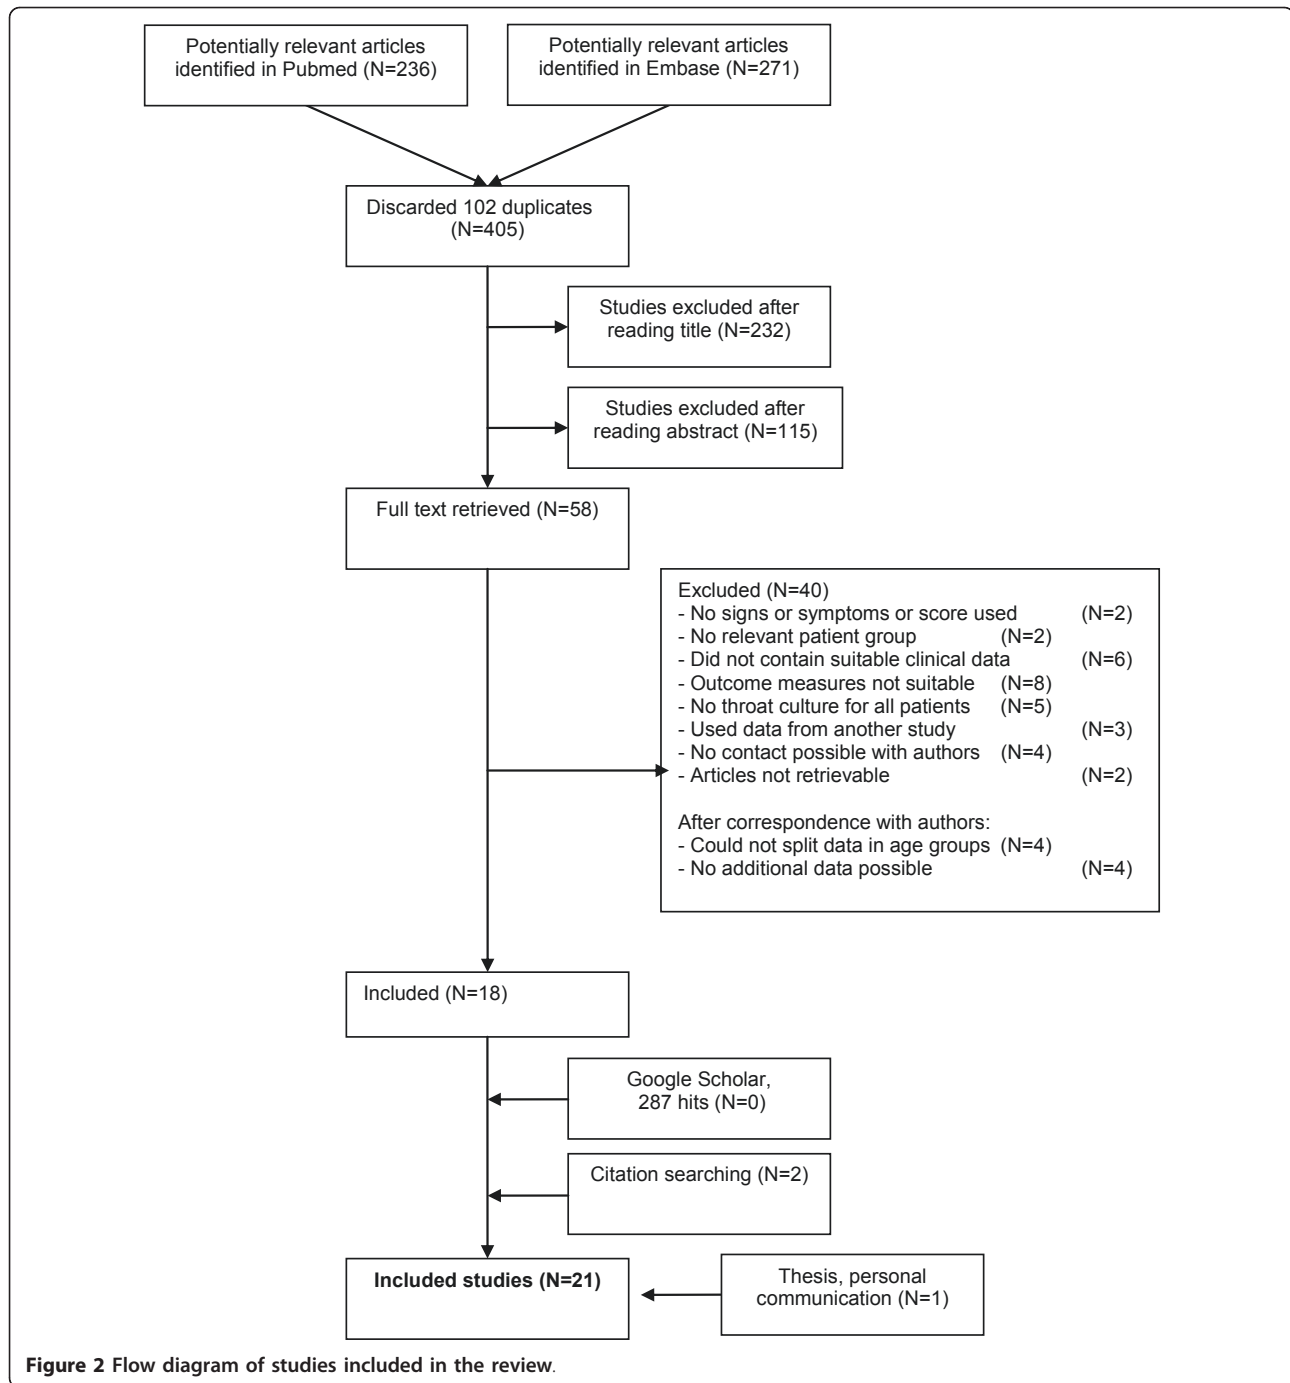 Potentially relevant articles
identified in Pubmed (N=236)
Potentially relevant articles
identified in Embase (N=271)
Discarded 102 duplicates
(N=405)
Studies excluded after
reading title (N=232)
Studies excluded after
reading abstract (N=115)
Full text retrieved (N=58)
Excluded (N=40)
- No signs or symptoms or score used (N=2)
- No relevant patient group (N=2)
- Did not contain suitable clinical data (N=6)
- Outcome measures not suitable (N=8)
- No throat culture for all patients (N=5)
- Used data from another study (N=3)
- No contact possible with authors (N=4)
- Articles not retrievable (N=2)
After correspondence with authors:
- Could not split data in age groups (N=4)
- No additional data possible (N=4)
Included (N=18)
Google Scholar,
287 hits (N=0)
Citation searching (N=2)
Included studies (N=21)
Thesis, personal
communication (N=1)
Figure 2 Flow diagram of studies included in the review.